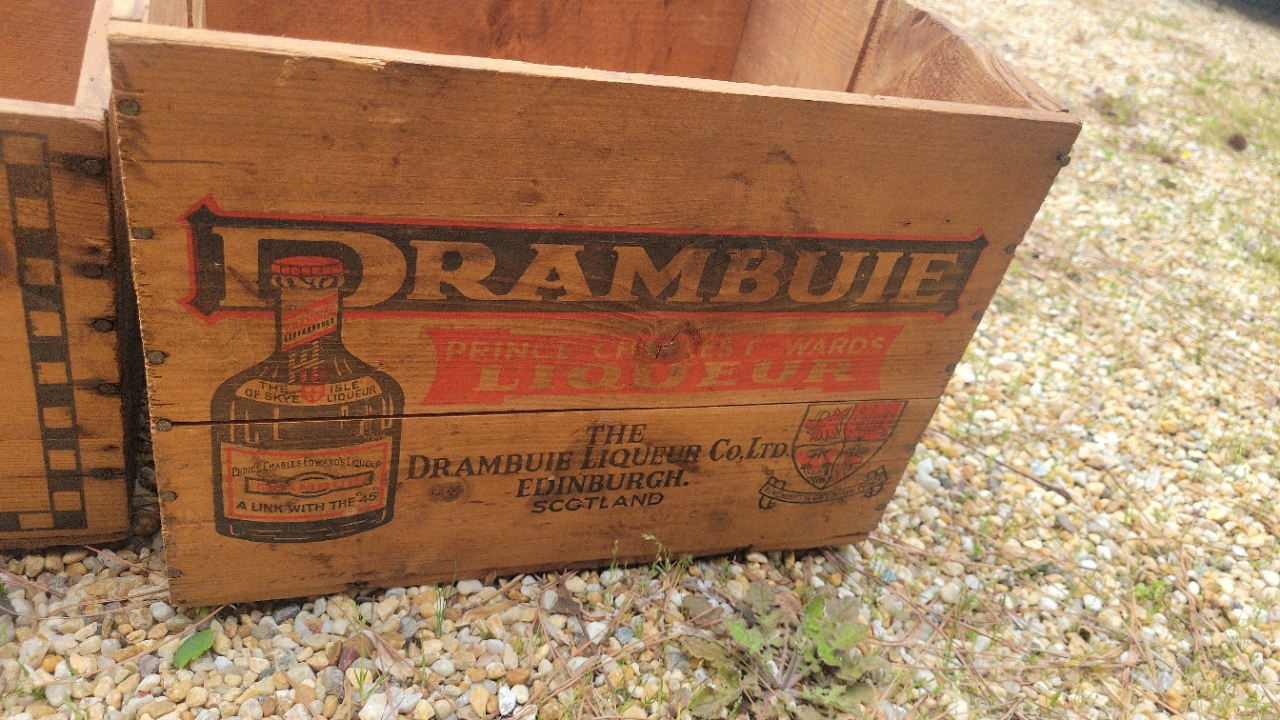 DRAMBUIE
PRINCE CHARLES EDWARDS
LIQUEUR
THE ISLE
OF SKYE LIQUEUR
PRINCE CHARLES EDWARD'S LIQUEUR
A LINK WITH THE '45
THE
DRAMBUIE LIQUEUR Co, LTD.
EDINBURGH.
SCOTLAND